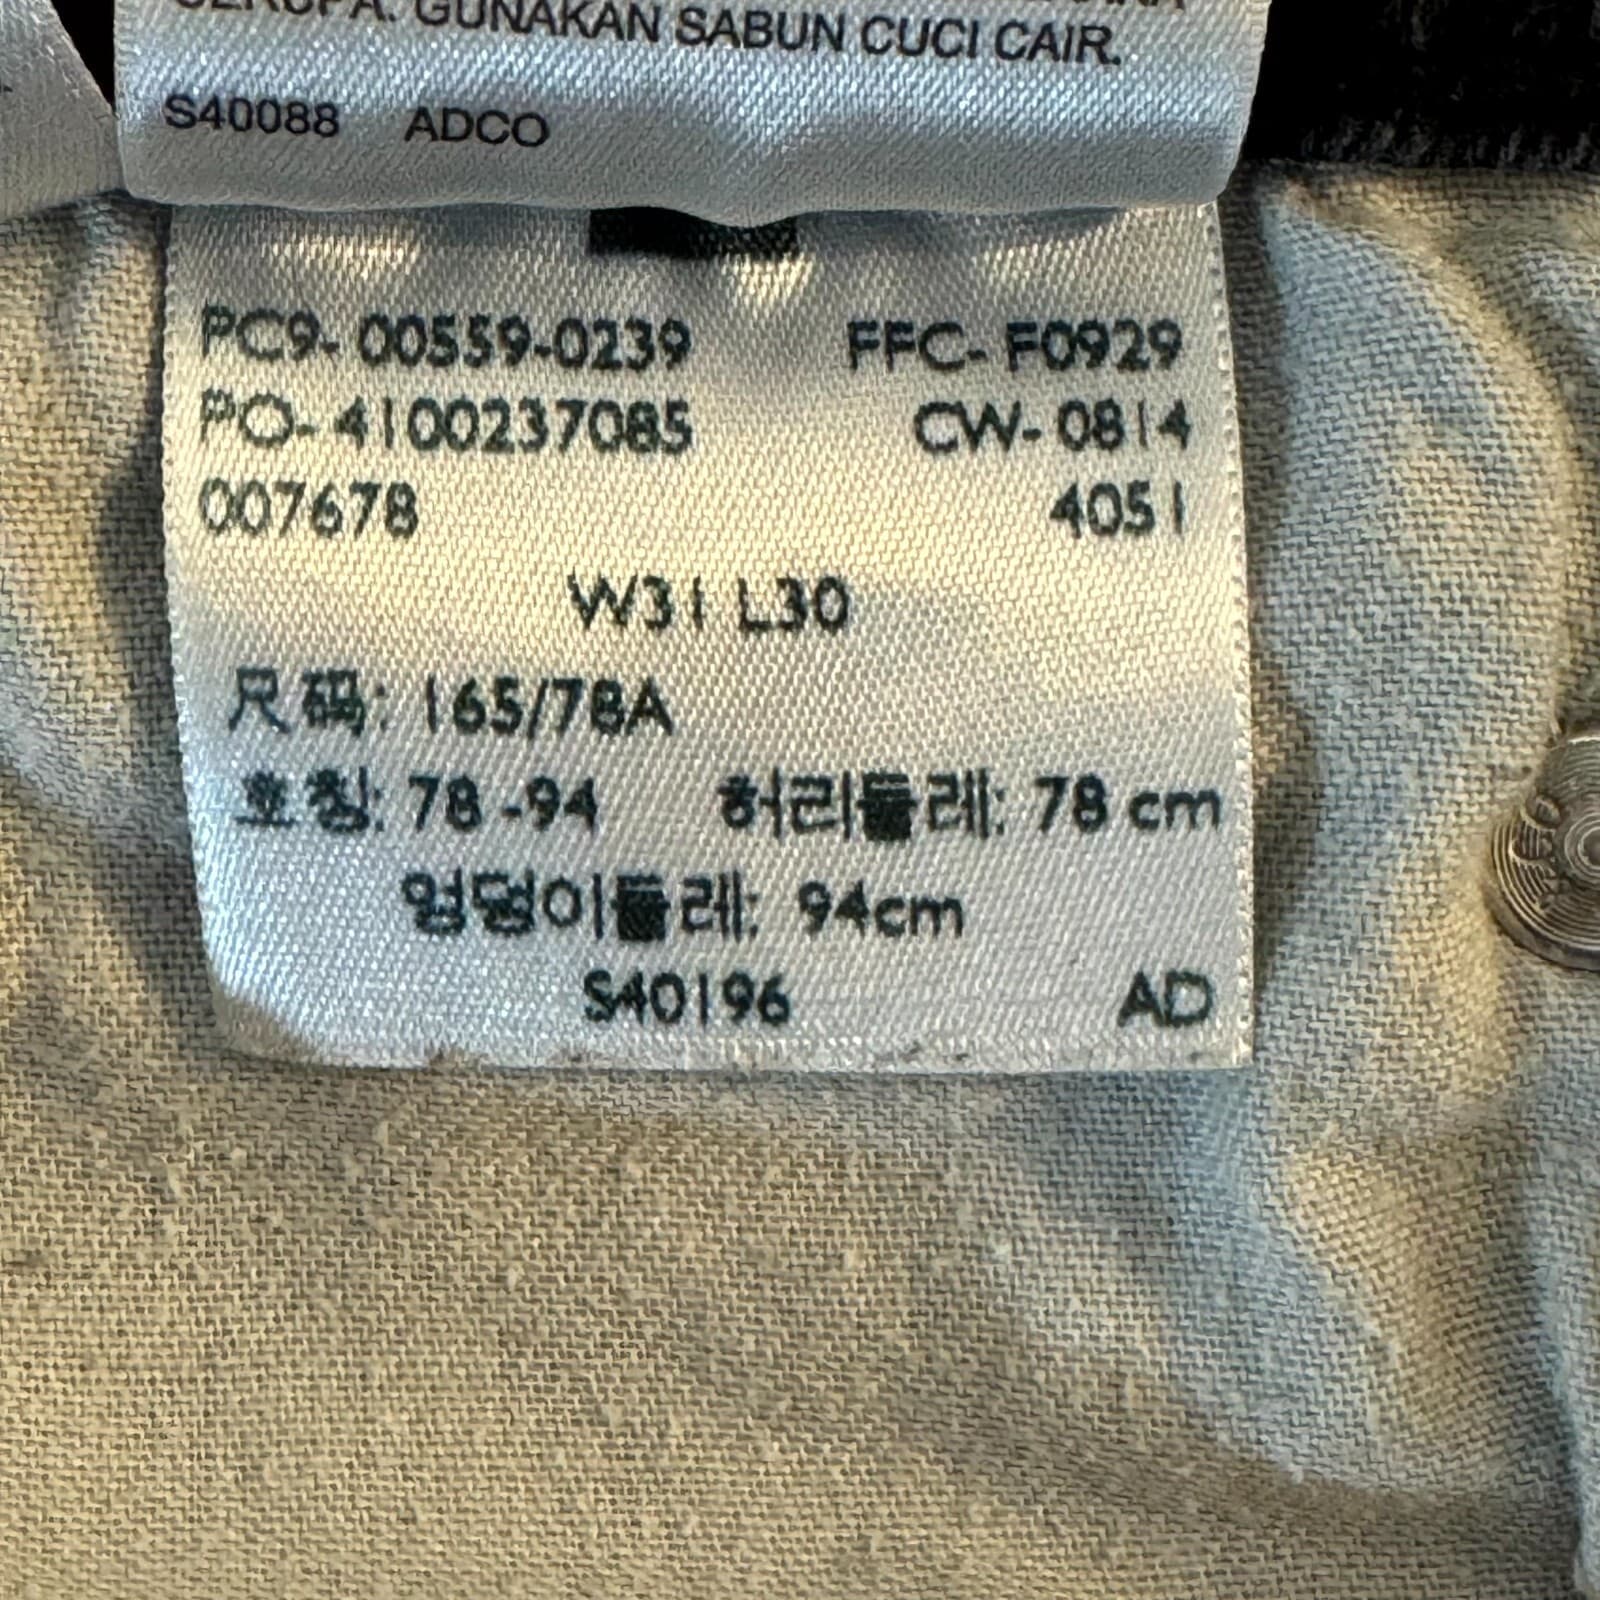 GUNAKAN SABUN CUCI CAIR.
S40088 ADCO
PC9- 00559-0239 FFC- F0929
PO- 4100237085 CW- 0814
007678 4051
W31 L30
尺码: 165/78A
호칭: 78 -94 허리둘레: 78 cm
엉덩이둘레: 94cm
S40196 AD